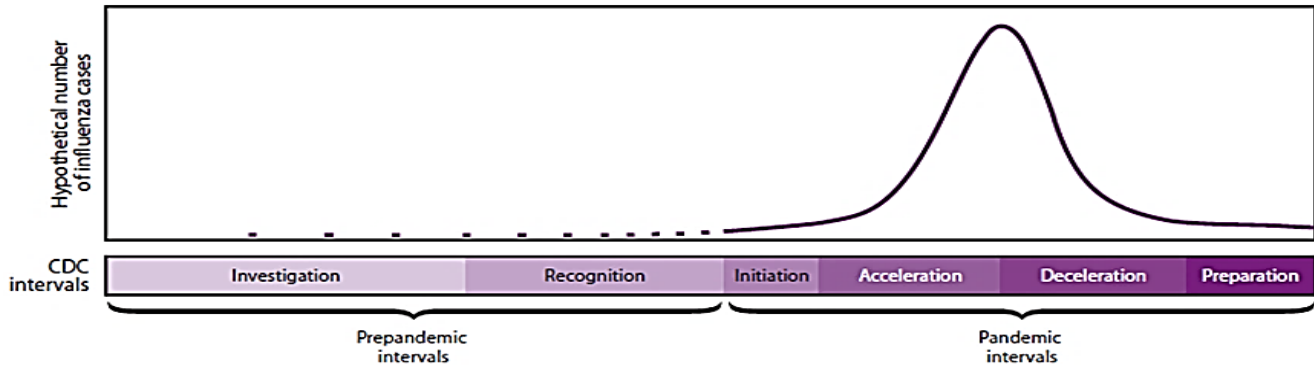 Hypothetical number
of influenza cases
CDC
intervals
Investigation
Recognition
Initiation
Acceleration
Deceleration
Preparation
Prepandemic
intervals
Pandemic
intervals